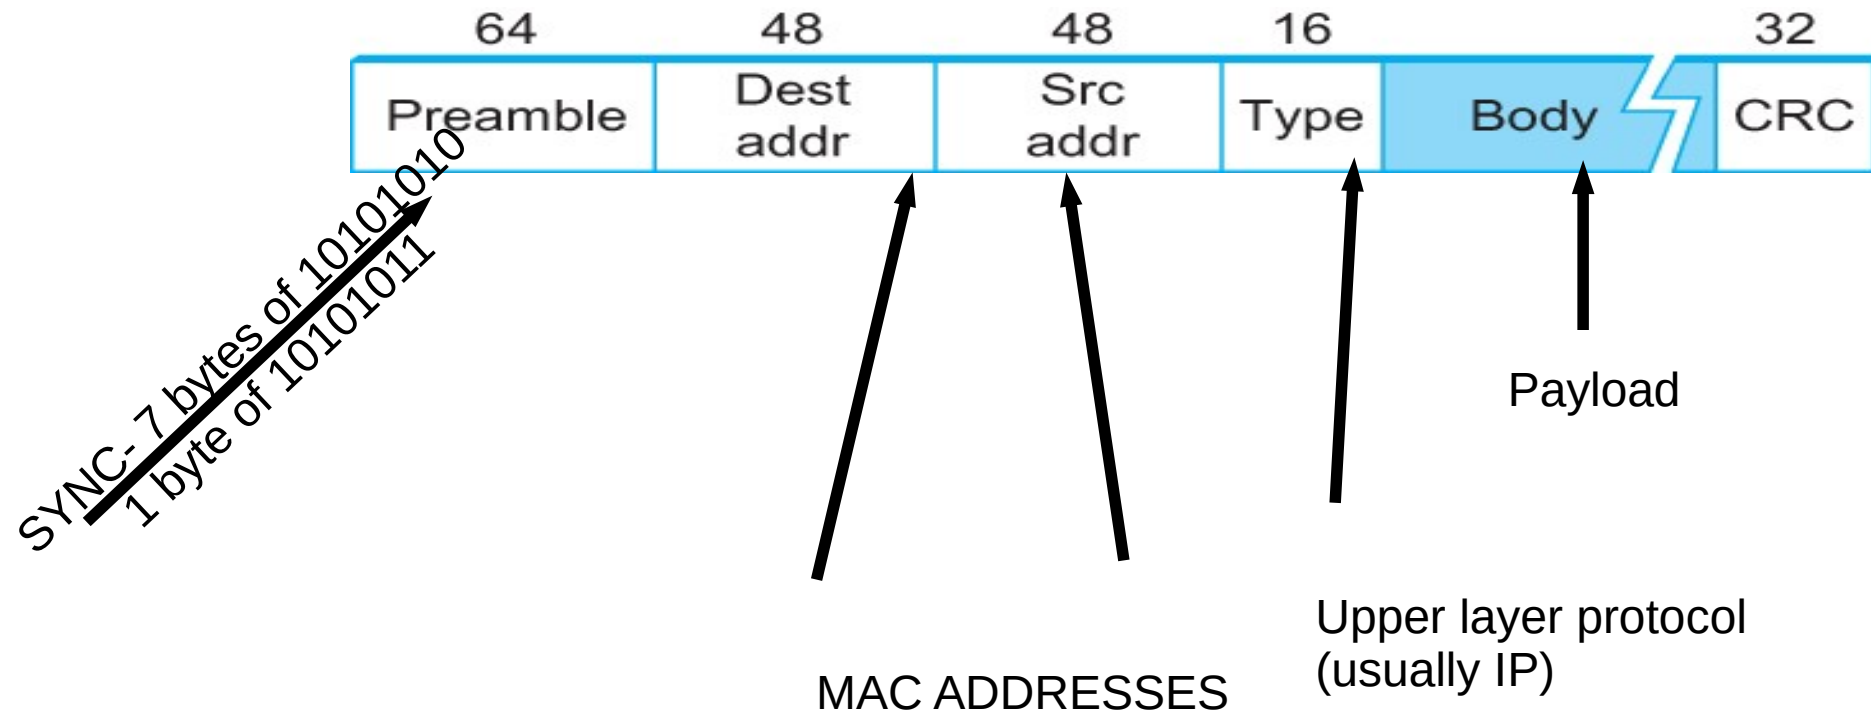 64 48 48 16 32
Preamble
Dest
addr
Src
addr
Type
Body
CRC
SYNC- 7 bytes of 10101010
1 byte of 10101011
Payload
Upper layer protocol
(usually IP)
MAC ADDRESSES